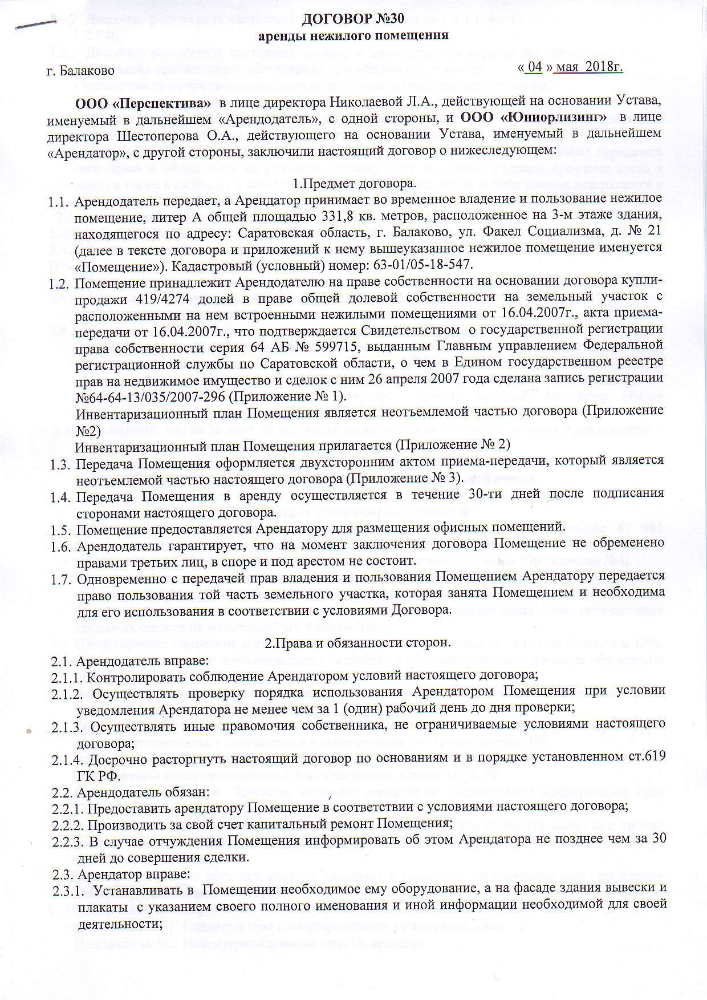 ДОГОВОР №30
аренды нежилого помещения
г. Балаково « 04 » мая 2018г.
ООО «Перспектива» в лице директора Николаевой Л.А., действующей на основании Устава,
именуемый в дальнейшем «Арендодатель», с одной стороны, и ООО «Юниорлизинг» в лице
директора Шестоперова О.А., действующего на основании Устава, именуемый в дальнейшем
«Арендатор», с другой стороны, заключили настоящий договор о нижеследующем:
1.Предмет договора.
1.1. Арендодатель передает, а Арендатор принимает во временное владение и пользование нежилое
помещение, литер А общей площадью 331,8 кв. метров, расположенное на 3-м этаже здания,
находящегося по адресу: Саратовская область, г. Балаково, ул. Факел Социализма, д. № 21
(далее в тексте договора и приложений к нему вышеуказанное нежилое помещение именуется
«Помещение»). Кадастровый (условный) номер: 63-01/05-18-547.
1.2. Помещение принадлежит Арендодателю на праве собственности на основании договора купли-
продажи 419/4274 долей в праве общей долевой собственности на земельный участок с
расположенными на нем встроенными нежилыми помещениями от 16.04.2007г., акта приема-
передачи от 16.04.2007г., что подтверждается Свидетельством о государственной регистрации
права собственности серия 64 АБ № 599715, выданным Главным управлением Федеральной
регистрационной службы по Саратовской области, о чем в Едином государственном реестре
прав на недвижимое имущество и сделок с ним 26 апреля 2007 года сделана запись регистрации
№64-64-13/035/2007-296 (Приложение № 1).
Инвентаризационный план Помещения является неотъемлемой частью договора (Приложение
№2)
Инвентаризационный план Помещения прилагается (Приложение № 2)
1.3. Передача Помещения оформляется двухсторонним актом приема-передачи, который является
неотъемлемой частью настоящего договора (Приложение № 3).
1.4. Передача Помещения в аренду осуществляется в течение 30-ти дней после подписания
сторонами настоящего договора.
1.5. Помещение предоставляется Арендатору для размещения офисных помещений.
1.6. Арендодатель гарантирует, что на момент заключения договора Помещение не обременено
правами третьих лиц, в споре и под арестом не состоит.
1.7. Одновременно с передачей прав владения и пользования Помещением Арендатору передается
право пользования той часть земельного участка, которая занята Помещением и необходима
для его использования в соответствии с условиями Договора.
2.Права и обязанности сторон.
2.1. Арендодатель вправе:
2.1.1. Контролировать соблюдение Арендатором условий настоящего договора;
2.1.2. Осуществлять проверку порядка использования Арендатором Помещения при условии
уведомления Арендатора не менее чем за 1 (один) рабочий день до дня проверки;
2.1.3. Осуществлять иные правомочия собственника, не ограничиваемые условиями настоящего
договора;
2.1.4. Досрочно расторгнуть настоящий договор по основаниям и в порядке установленном ст.619
ГК РФ.
2.2. Арендодатель обязан:
2.2.1. Предоставить арендатору Помещение в соответствии с условиями настоящего договора;
2.2.2. Производить за свой счет капитальный ремонт Помещения;
2.2.3. В случае отчуждения Помещения информировать об этом Арендатора не позднее чем за 30
дней до совершения сделки.
2.3. Арендатор вправе:
2.3.1. Устанавливать в Помещении необходимое ему оборудование, а на фасаде здания вывески и
плакаты с указанием своего полного именования и иной информации необходимой для своей
деятельности;